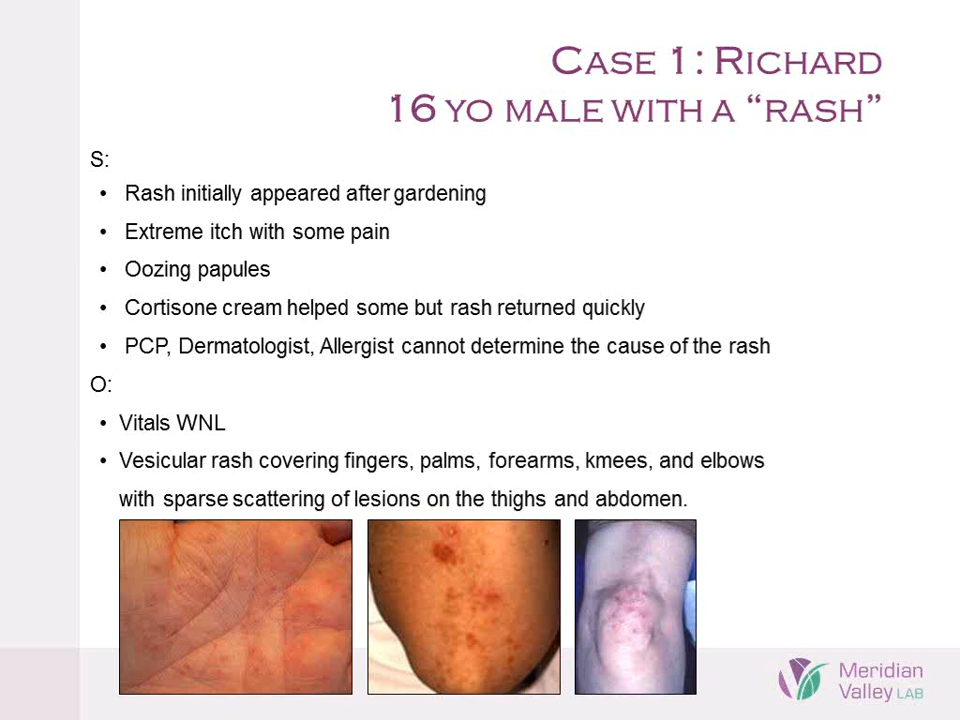 CASE 1: RICHARD
16 YO MALE WITH A “RASH”
S:
• Rash initially appeared after gardening
• Extreme itch with some pain
• Oozing papules
• Cortisone cream helped some but rash returned quickly
• PCP, Dermatologist, Allergist cannot determine the cause of the rash
O:
• Vitals WNL
• Vesicular rash covering fingers, palms, forearms, kmees, and elbows
with sparse scattering of lesions on the thighs and abdomen.
Meridian
Valley LAB